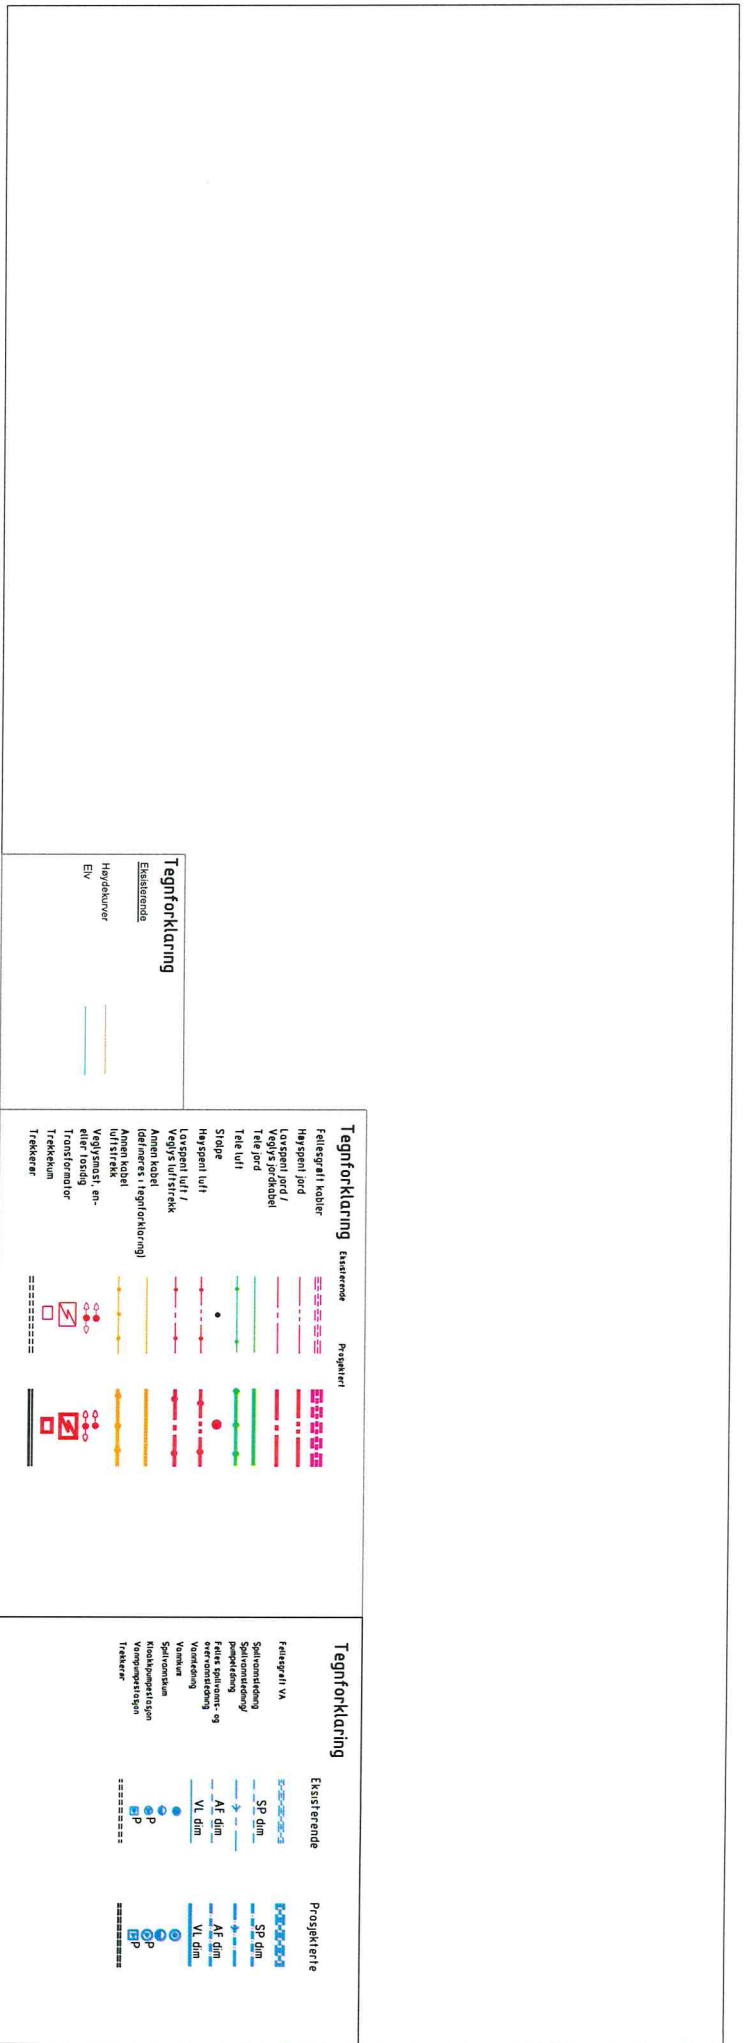 Tegnforklaring
Eksisterende
Høydekurver
Elv
Tegnforklaring
Eksisterende
Prosjektert
Fellesgrøft kabler
Høyspent jord
Lavspent jord /
Veglys jordkabel
Tele jord
Tele luft
Stolpe
Høyspent luft
Lavspent luft /
Veglys luftstrekk
Annen kabel
(defineres i tegnforklaring)
Annen kabel
luftstrekk
Veglysmast, en-
eller tosidig
Transformator
Trekkekum
Trekkerør
Tegnforklaring
Eksisterende
Prosjekterte
Fellesgrøft VA
Spillvannsledning
SP dim
SP dim
Spillvannsledning/
pumpeledning
Felles spillvanns- og
overvannsledning
AF dim
AF dim
Vannledning
VL dim
VL dim
Vannkum
Spillvannskum
Kloakkpumpestasjon
P
P
Vannpumpestasjon
P
P
Trekkerør